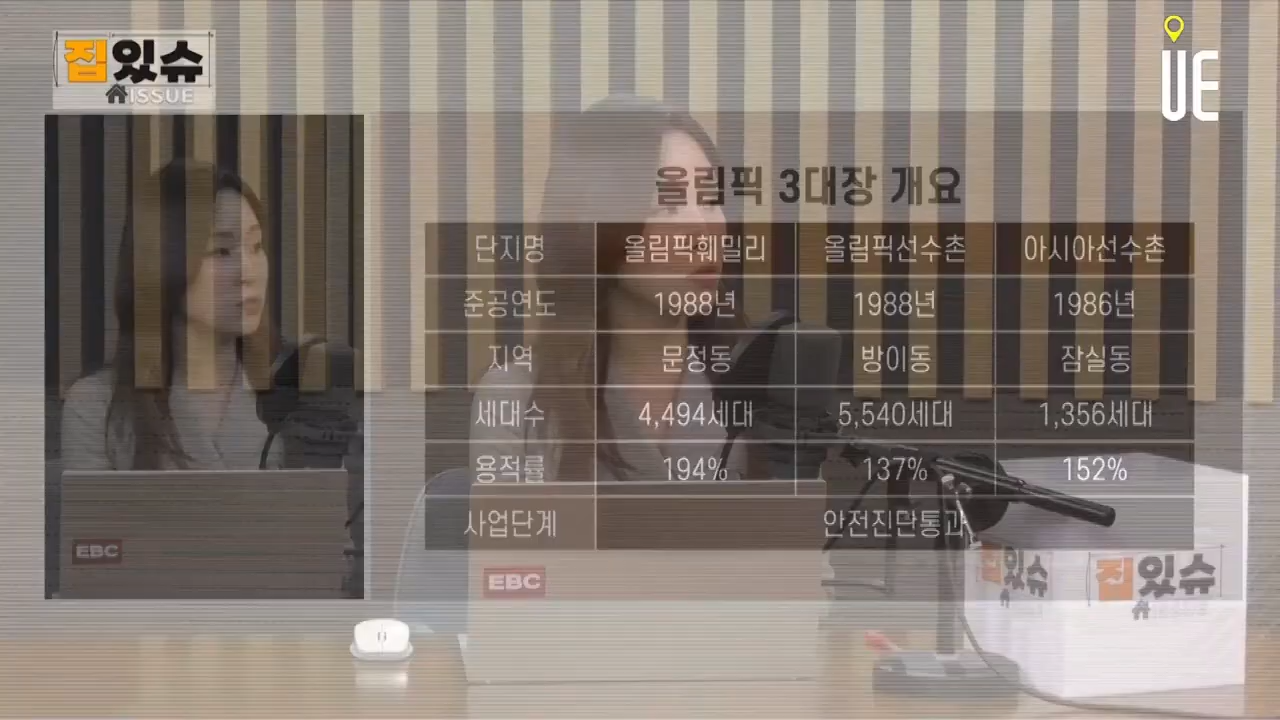 집있슈
ISSUE
UE
올림픽 3대장 개요
단지명 올림픽훼밀리 올림픽선수촌 아시아선수촌
준공연도 1988년 1988년 1986년
지역 문정동 방이동 잠실동
세대수 4,494세대 5,540세대 1,356세대
용적률 194% 137% 152%
사업단계 안전진단통과
EBC
EBC
집있슈
집있슈